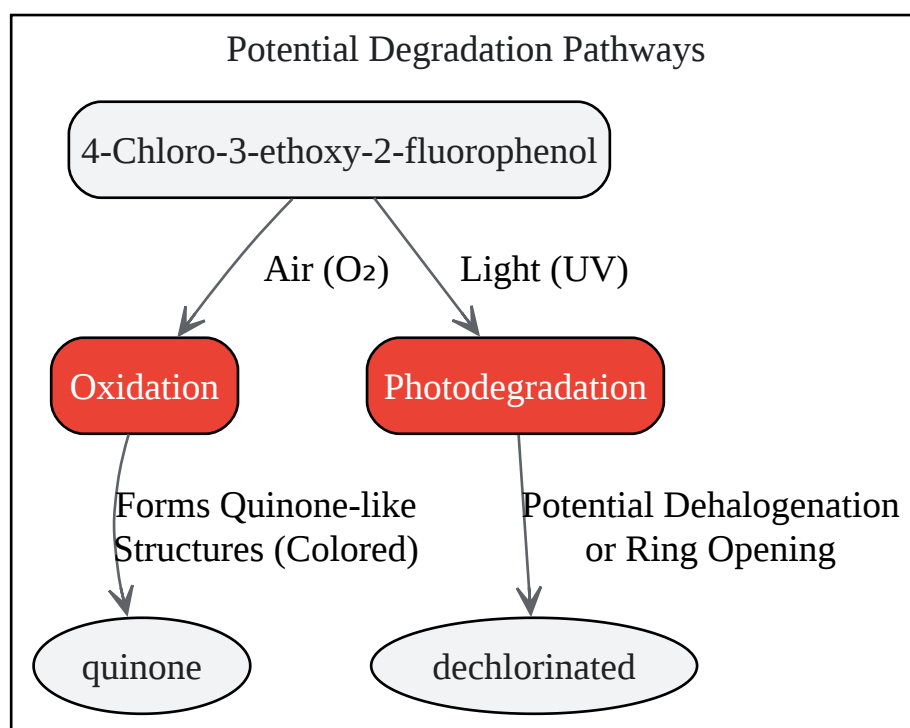 Potential Degradation Pathways
4-Chloro-3-ethoxy-2-fluorophenol
Air (O₂)
Light (UV)
Oxidation
Photodegradation
Forms Quinone-like
Structures (Colored)
Potential Dehalogenation
or Ring Opening
quinone
dechlorinated